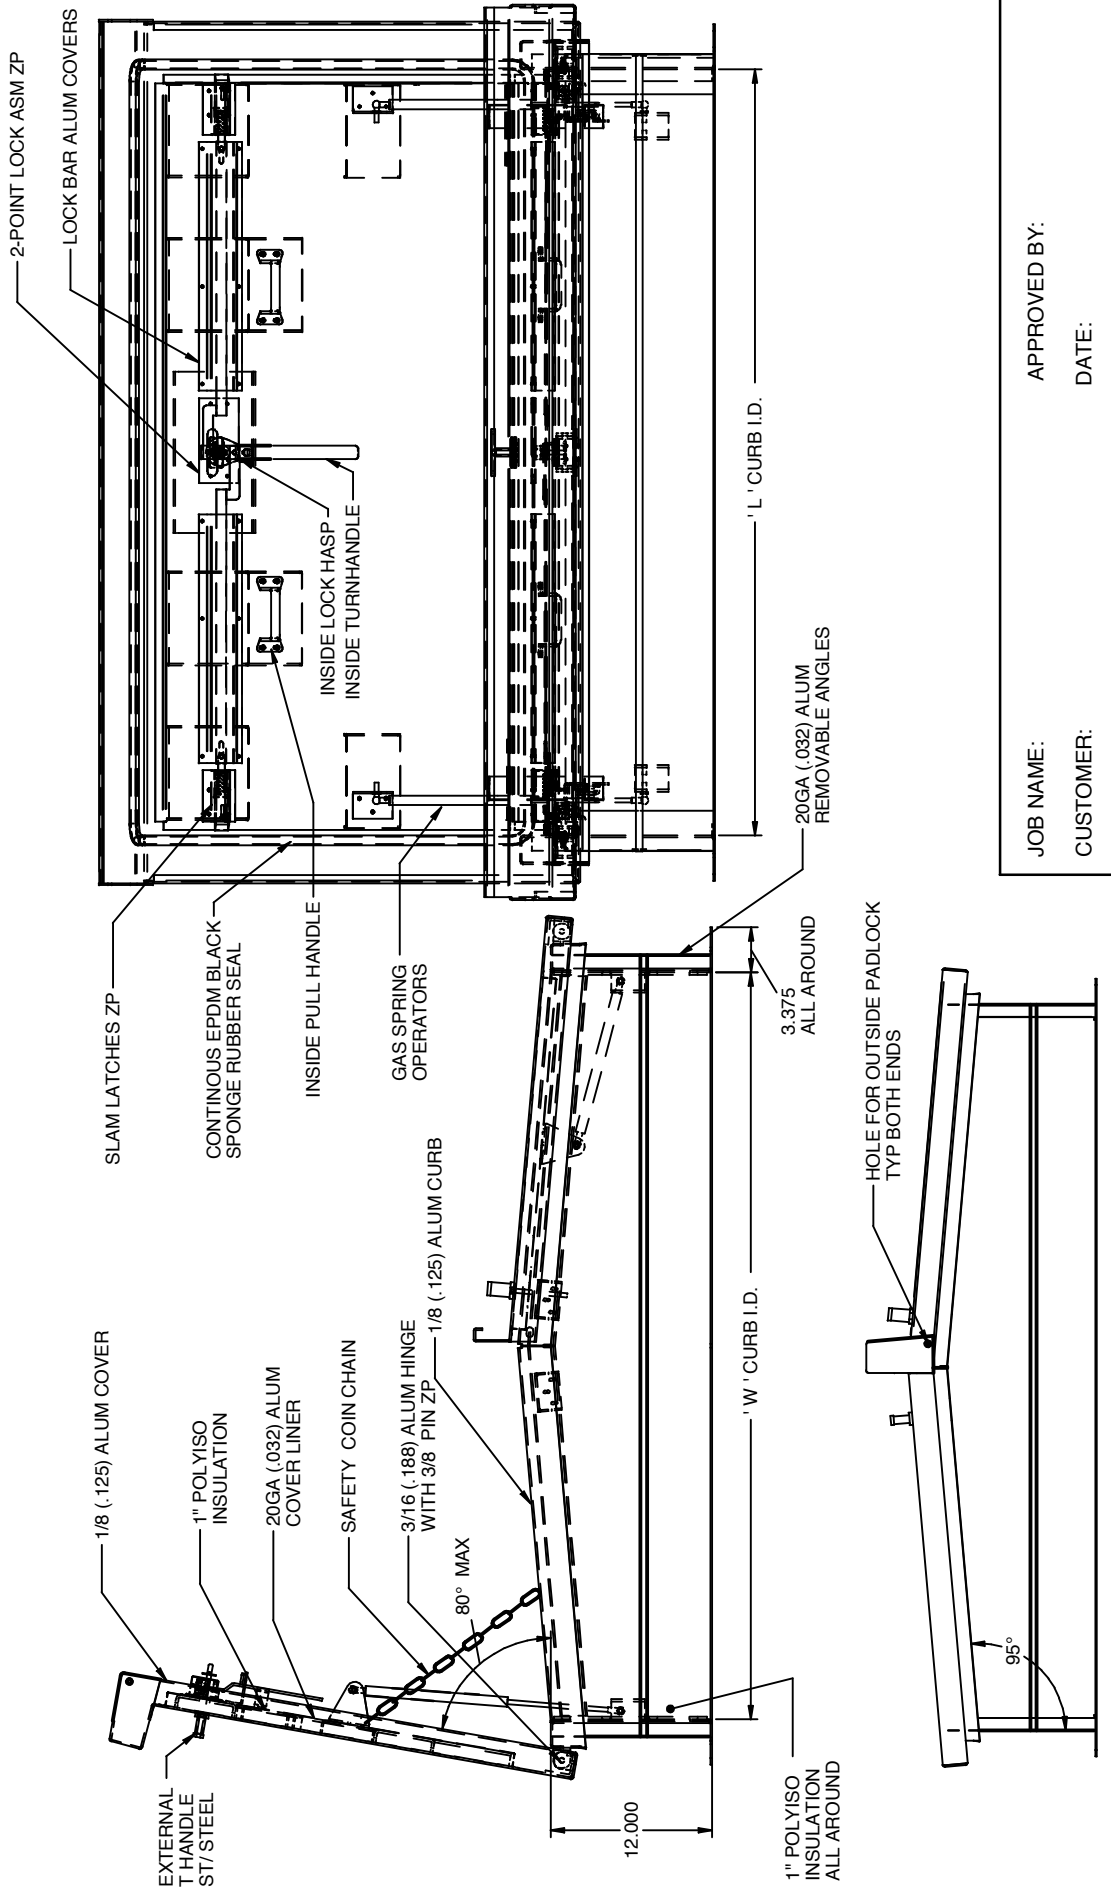 2-POINT LOCK ASM ZP
LOCK BAR ALUM COVERS
SLAM LATCHES ZP
CONTINOUS EPDM BLACK
SPONGE RUBBER SEAL
INSIDE PULL HANDLE
INSIDE LOCK HASP
INSIDE TURNHANDLE
GAS SPRING
OPERATORS
' L ' CURB I.D.
1/8 (.125) ALUM COVER
1" POLYISO
INSULATION
20GA (.032) ALUM
COVER LINER
SAFETY COIN CHAIN
3/16 (.188) ALUM HINGE
WITH 3/8 PIN ZP
1/8 (.125) ALUM CURB
80° MAX
EXTERNAL
T HANDLE
ST/ STEEL
12.000
1" POLYISO
INSULATION
ALL AROUND
' W ' CURB I.D.
3.375
ALL AROUND
20GA (.032) ALUM
REMOVABLE ANGLES
HOLE FOR OUTSIDE PADLOCK
TYP BOTH ENDS
95°
JOB NAME:
APPROVED BY:
CUSTOMER:
DATE: